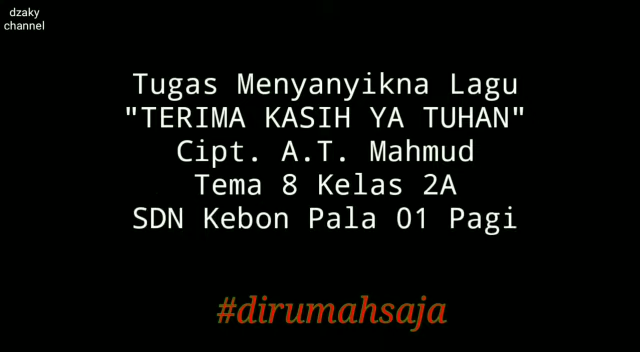 dzaky
channel
Tugas Menyanyikna Lagu
"TERIMA KASIH YA TUHAN"
Cipt. A.T. Mahmud
Tema 8 Kelas 2A
SDN Kebon Pala 01 Pagi
#dirumahsaja